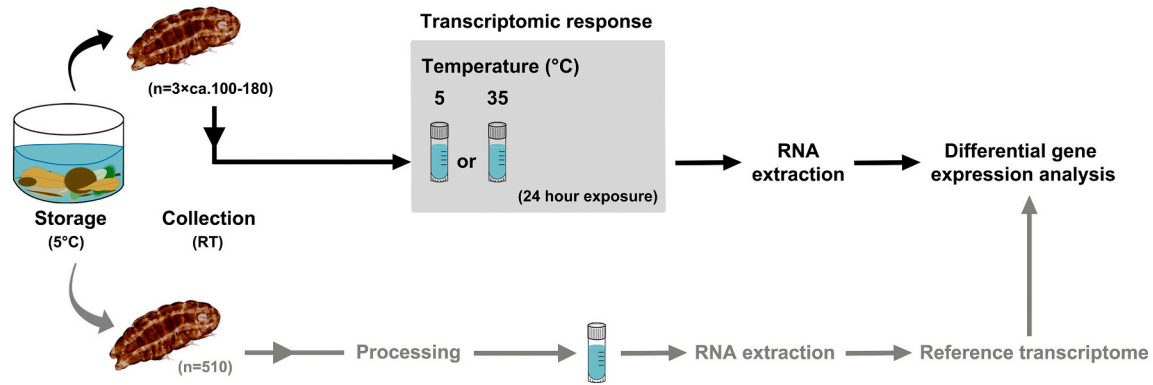 Transcriptomic response
(n=3×ca.100-180)
Temperature (°C)
5 35
or
(24 hour exposure)
RNA
extraction
Differential gene
expression analysis
Storage
(5°C)
Collection
(RT)
(n=510)
Processing
RNA extraction
Reference transcriptome